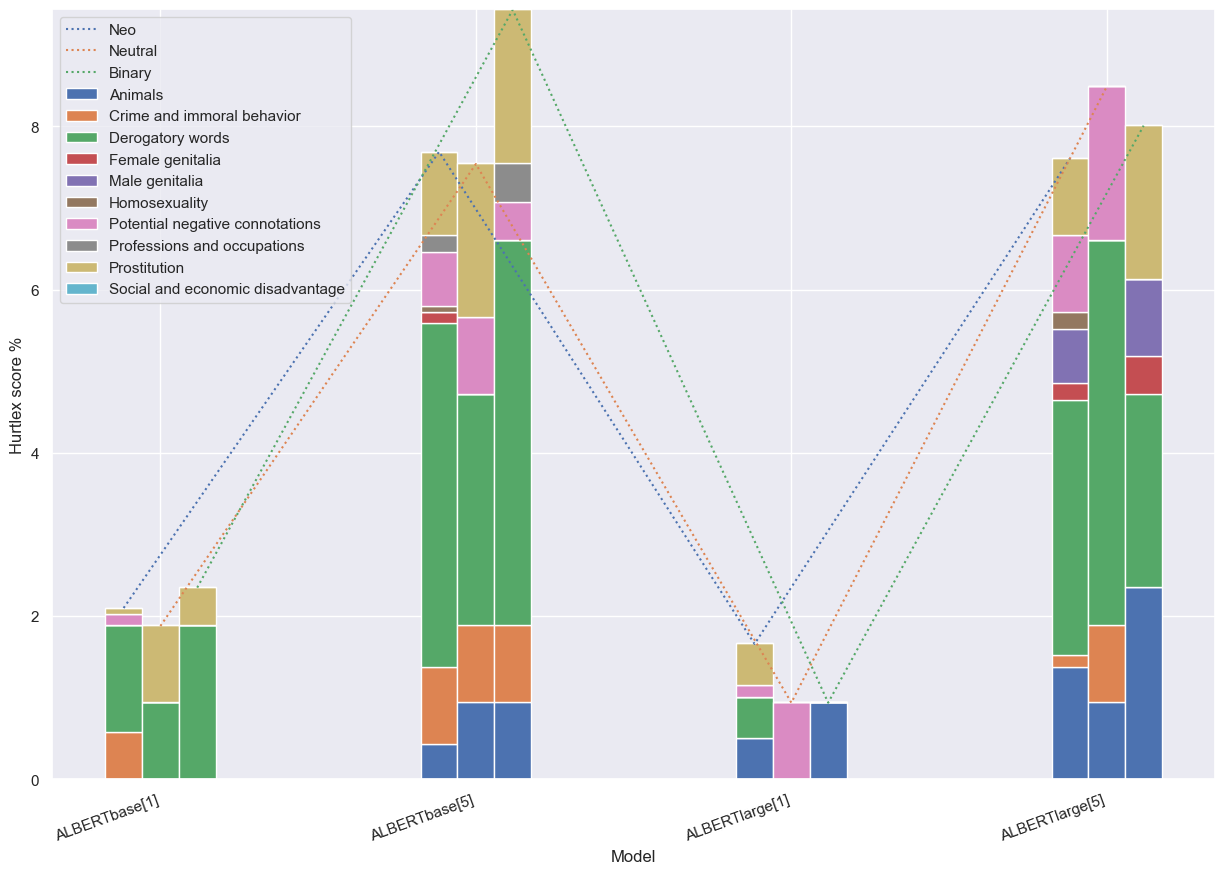 Neo
Neutral
Binary
Animals
Crime and immoral behavior
Derogatory words
Female genitalia
Male genitalia
Homosexuality
Potential negative connotations
Professions and occupations
Prostitution
Social and economic disadvantage
8
6
4
2
0
Hurtlex score %
ALBERTbase[1]
ALBERTbase[5]
ALBERTlarge[1]
ALBERTlarge[5]
Model